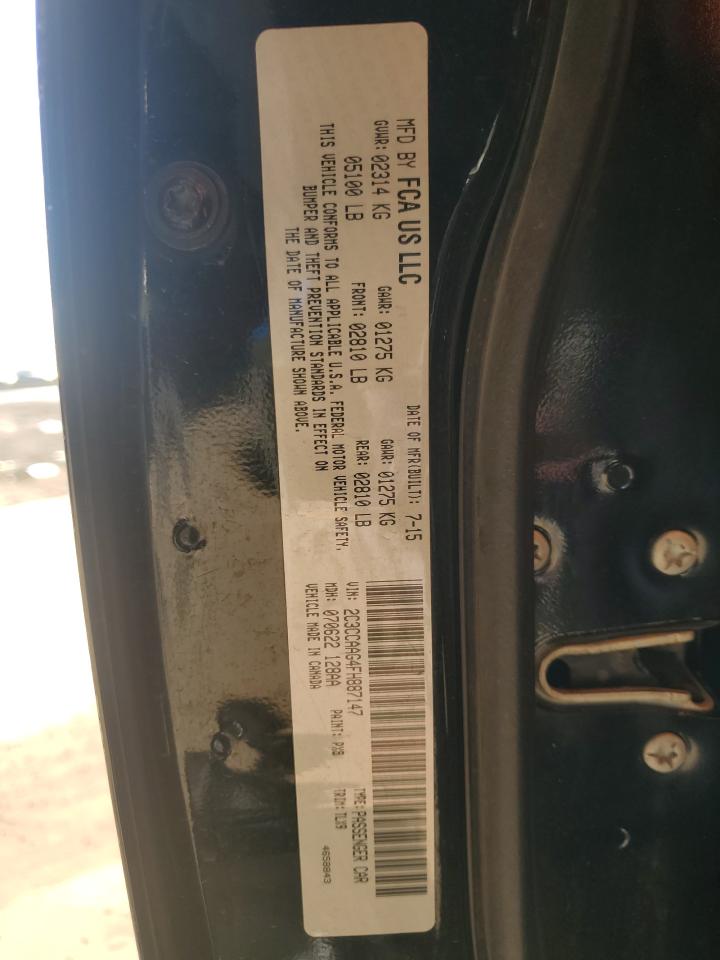 MFD BY FCA US LLC
DATE OF MFR(BUILT): 7-15
GVWR: 02314 KG GAWR: 01275 KG GAWR: 01275 KG
05100 LB FRONT: 02810 LB REAR: 02810 LB
THIS VEHICLE CONFORMS TO ALL APPLICABLE U.S.A. FEDERAL MOTOR VEHICLE SAFETY,
BUMPER AND THEFT PREVENTION STANDARDS IN EFFECT ON
THE DATE OF MANUFACTURE SHOWN ABOVE.
VIN: 2C3CCAAG4FH887147 TYPE: PASSENGER CAR
MDH: 070622 128AA PAINT: PX8 TRIM: TLX9
VEHICLE MADE IN CANADA
4658843